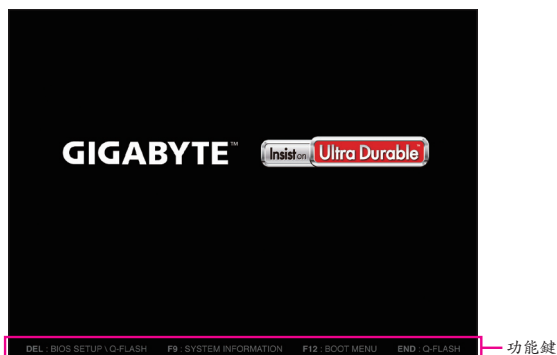 GIGABYTE™
Insist on Ultra Durable™
DEL : BIOS SETUP \ Q-FLASH F9 : SYSTEM INFORMATION F12 : BOOT MENU END : Q-FLASH
功能鍵